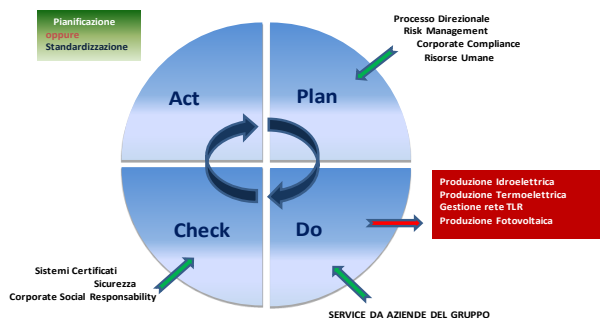 Pianificazione
oppure
Standardizzazione
Processo Direzionale
Risk Management
Corporate Compliance
Risorse Umane
Act
Plan
Check
Do
Produzione Idroelettrica
Produzione Termoelettrica
Gestione rete TLR
Produzione Fotovoltaica
Sistemi Certificati
Sicurezza
Corporate Social Responsability
SERVICE DA AZIENDE DEL GRUPPO